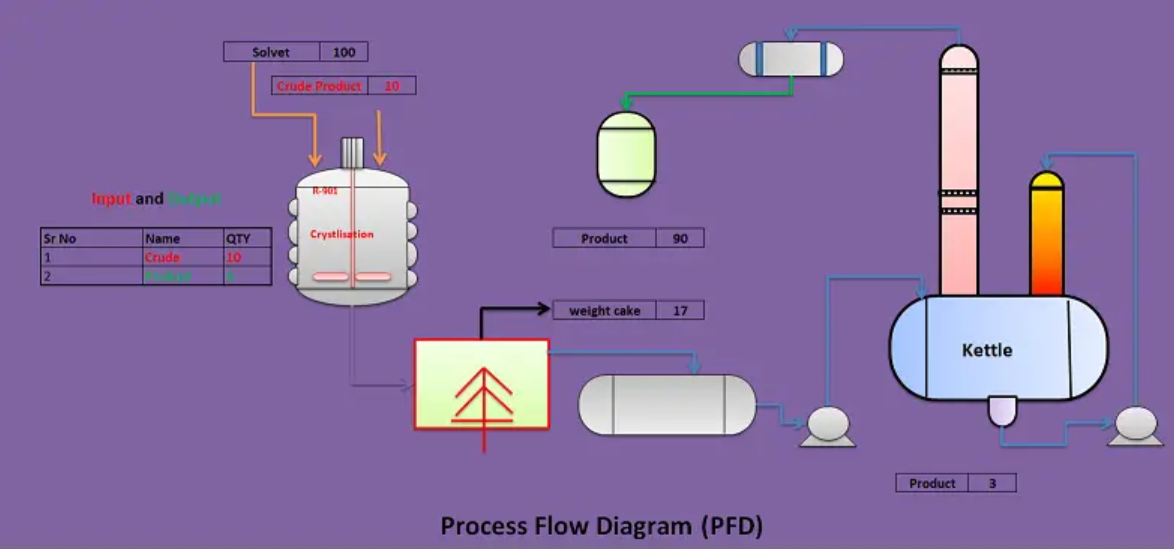 Solvet 100
Crude Product 10
R-901
Crystlisation
Input and Output
Sr No Name QTY
1 Crude 10
2 Product
Product 90
weight cake 17
Kettle
Product 3
Process Flow Diagram (PFD)